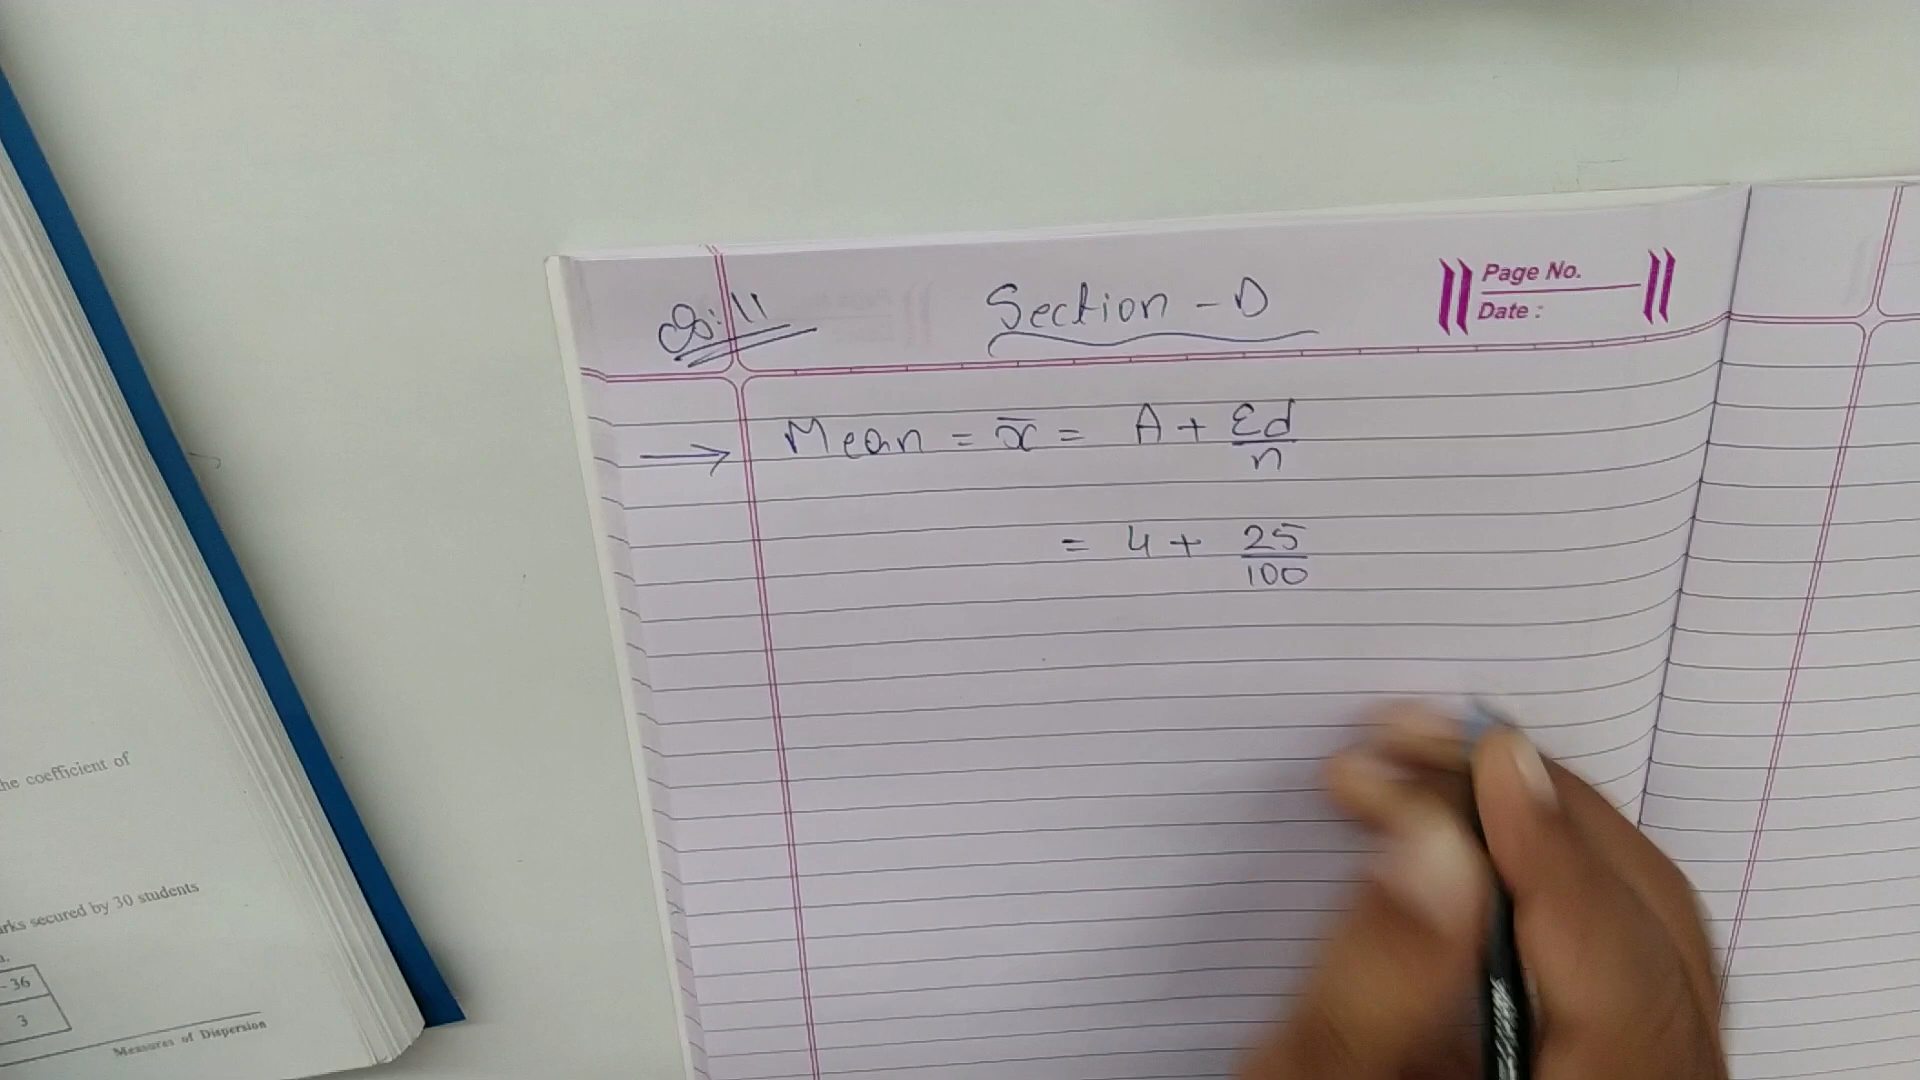 Q:11
Section - D
Page No.
Date :
Mean = x̄ = A + Σd/n
= 4 + 25/100
he coefficient of
rks secured by 30 students
- 36
3
Measures of Dispersion